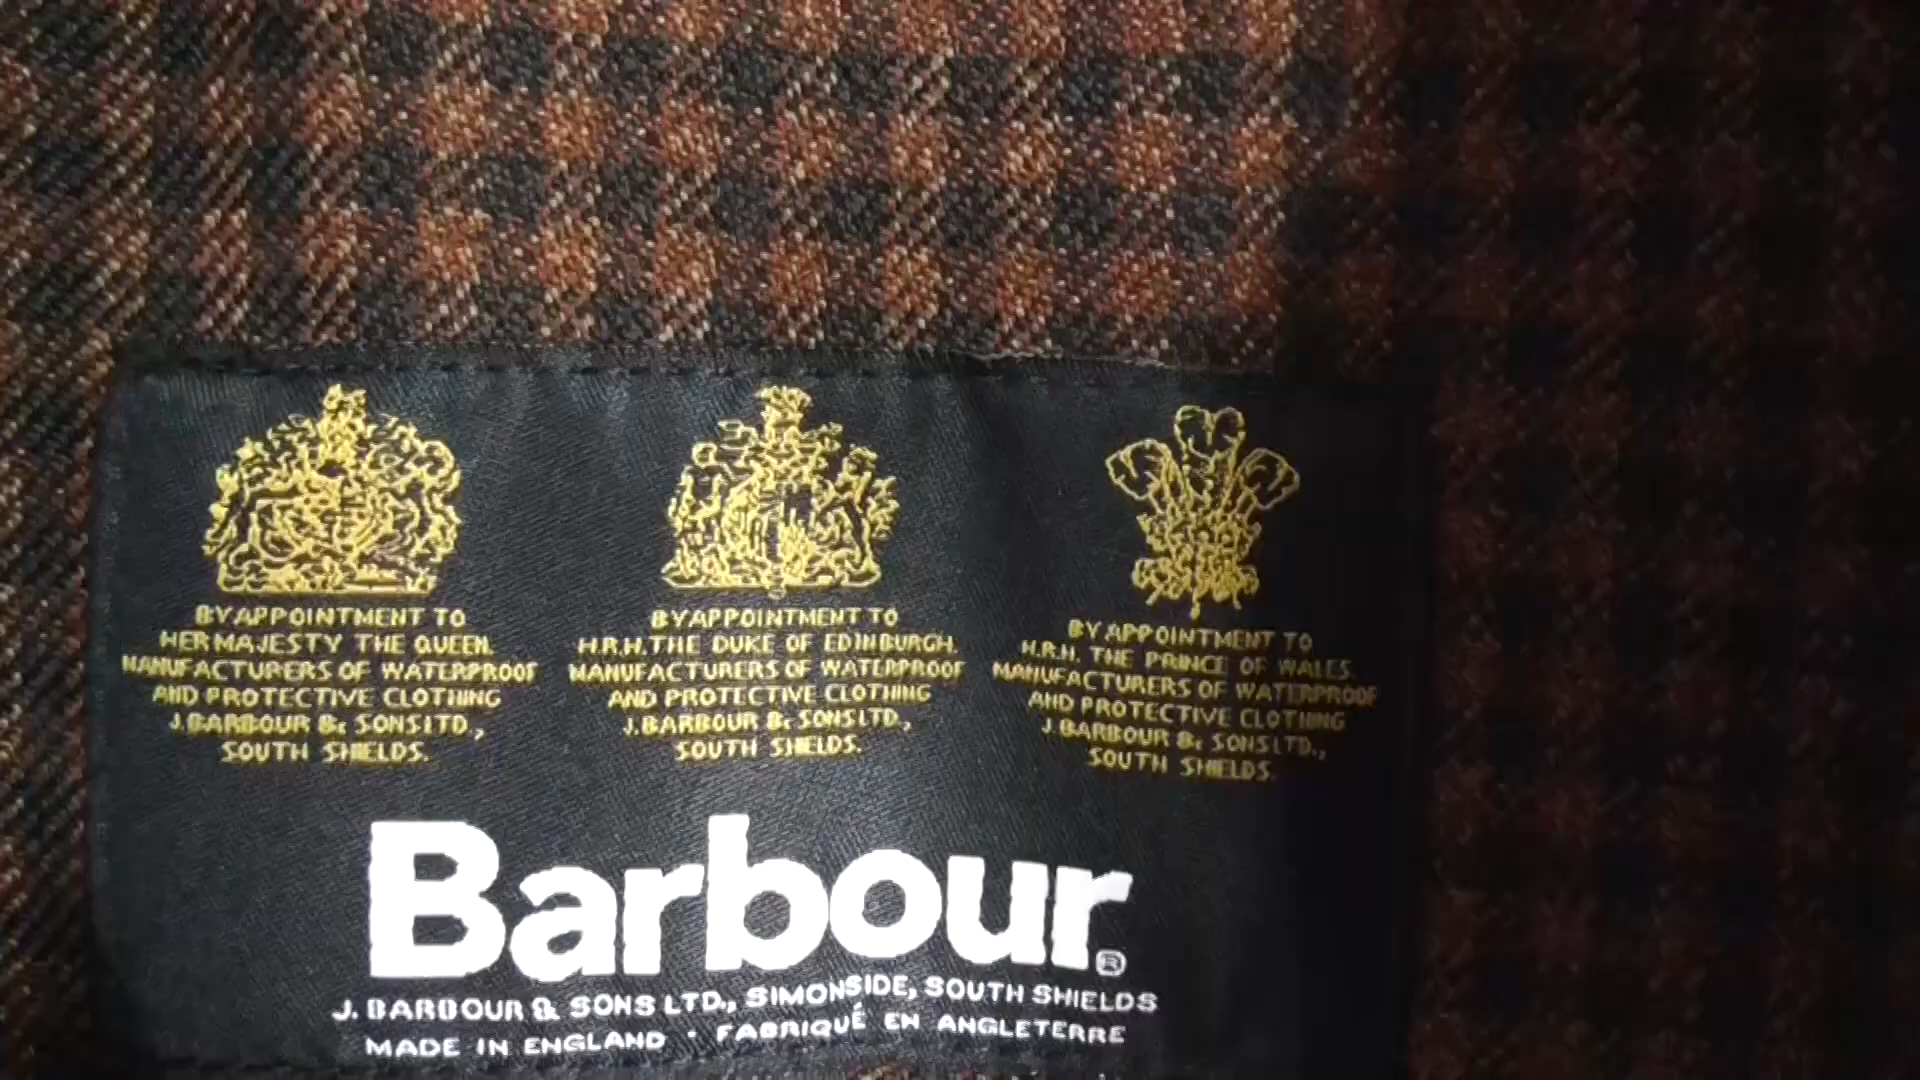 BY APPOINTMENT TO
HER MAJESTY THE QUEEN.
MANUFACTURERS OF WATERPROOF
AND PROTECTIVE CLOTHING
J. BARBOUR & SONS LTD.,
SOUTH SHIELDS.
BY APPOINTMENT TO
H.R.H. THE DUKE OF EDINBURGH.
MANUFACTURERS OF WATERPROOF
AND PROTECTIVE CLOTHING
J. BARBOUR & SONS LTD.,
SOUTH SHIELDS.
BY APPOINTMENT TO
H.R.H. THE PRINCE OF WALES.
MANUFACTURERS OF WATERPROOF
AND PROTECTIVE CLOTHING
J. BARBOUR & SONS LTD.,
SOUTH SHIELDS.
Barbour®
J. BARBOUR & SONS LTD., SIMONSIDE, SOUTH SHIELDS
MADE IN ENGLAND · FABRIQUÉ EN ANGLETERRE